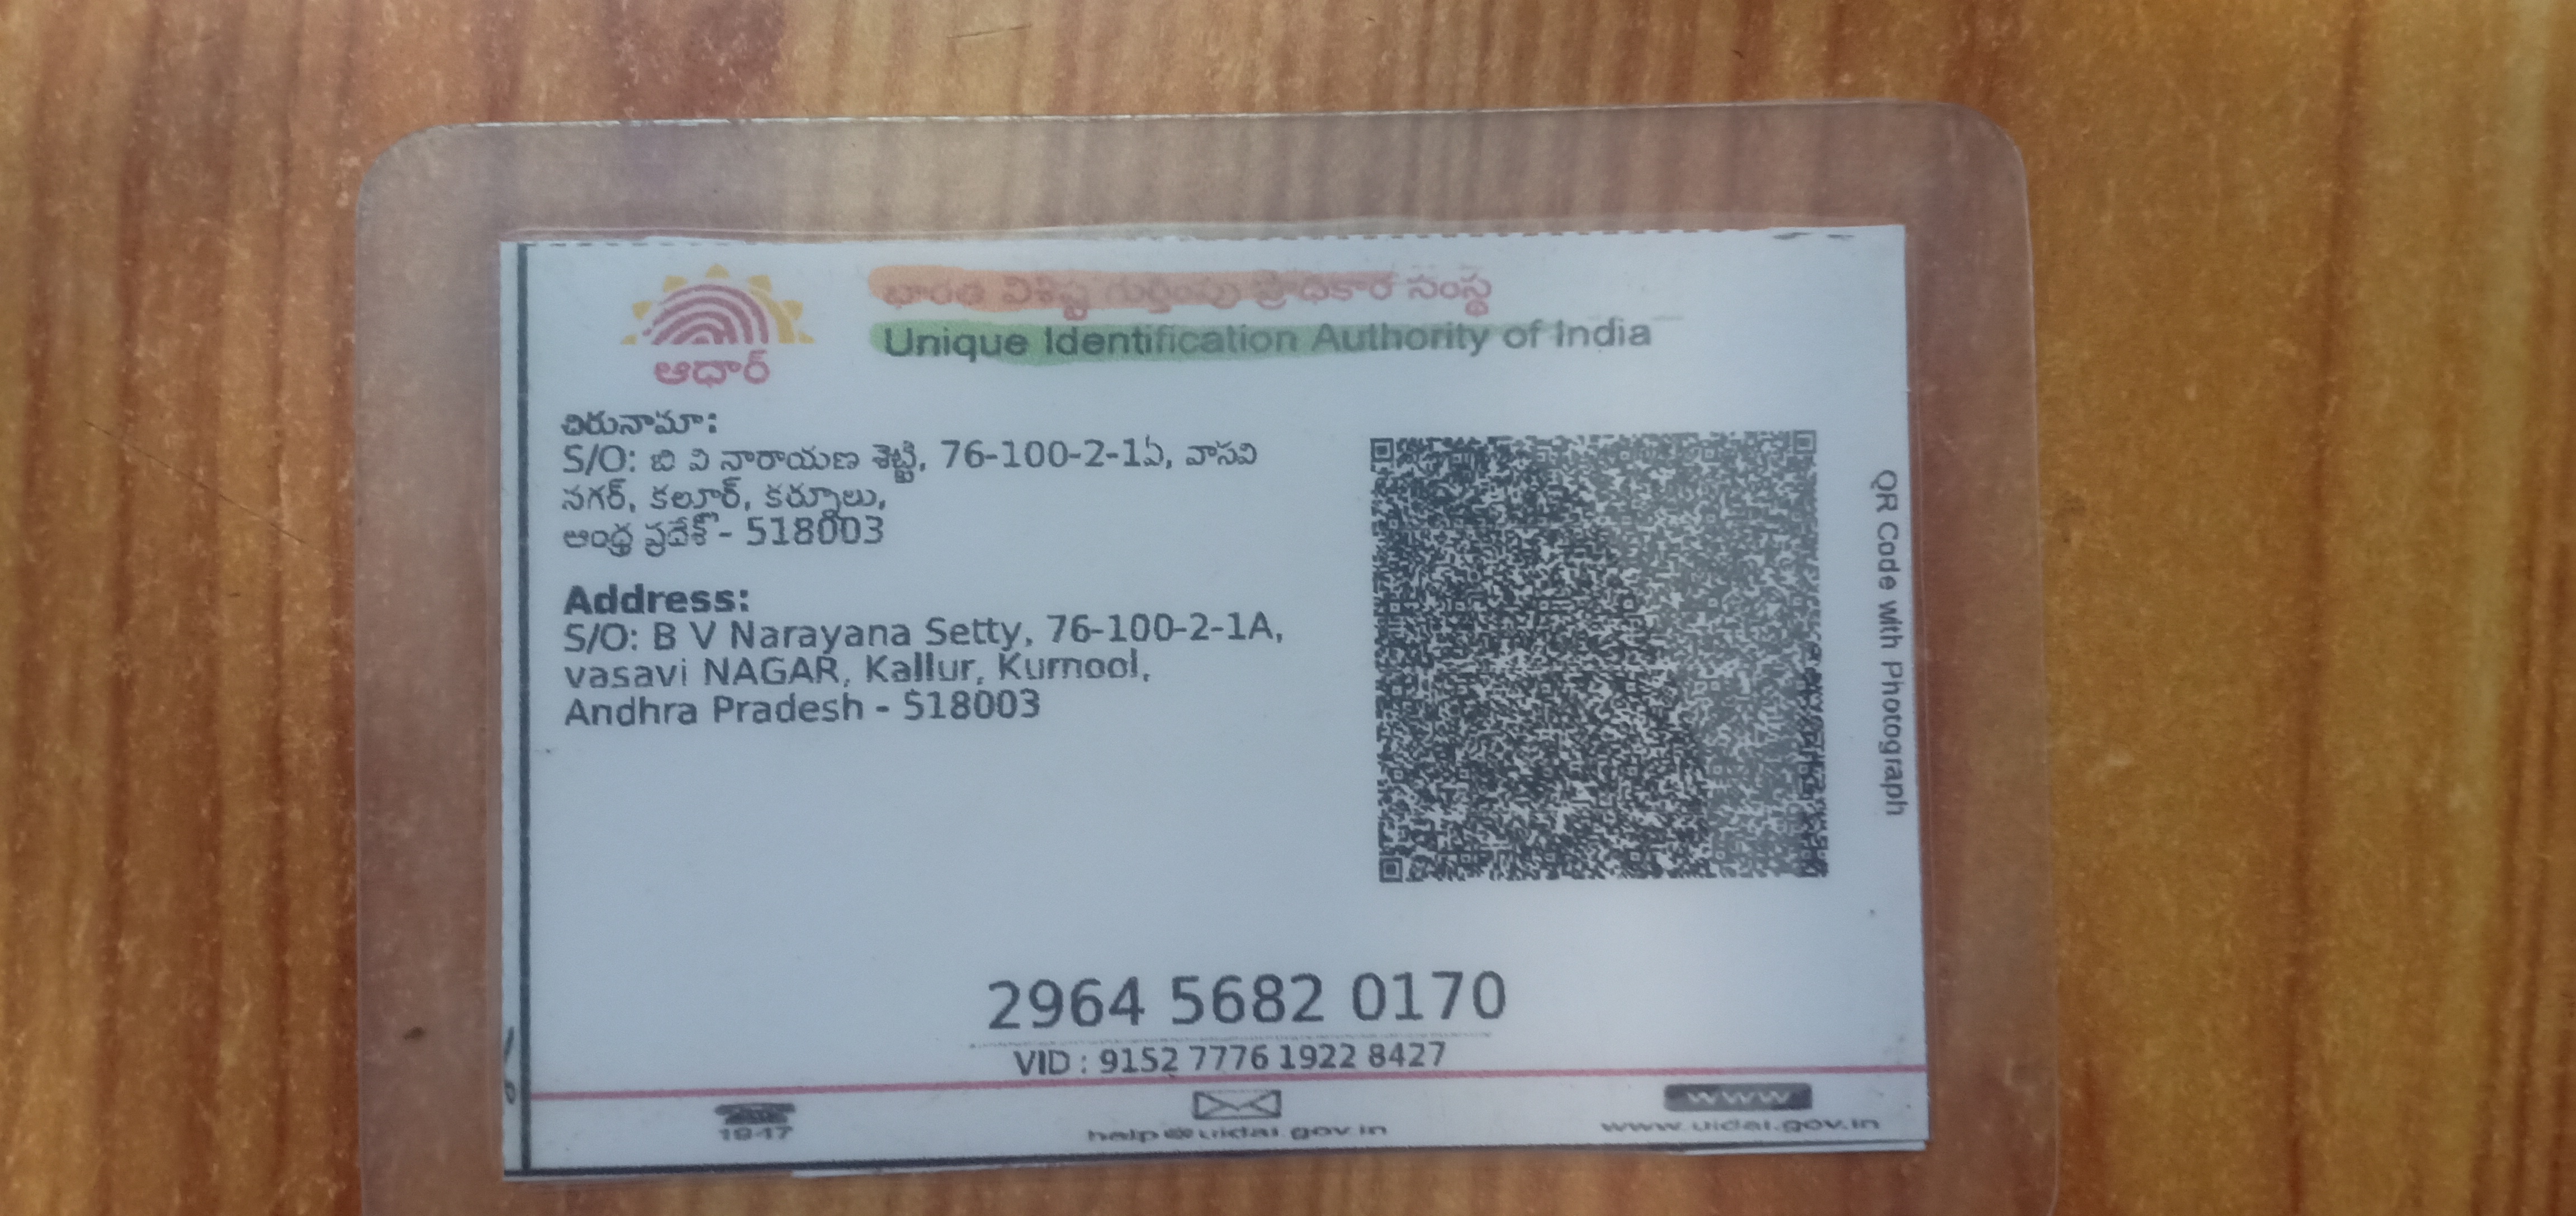 భారత విశిష్ట గుర్తింపు ప్రాధికార సంస్థ
Unique Identification Authority of India
ఆధార్
చిరునామా:
S/O: బి వి నారాయణ శెట్టి, 76-100-2-1ఏ, వాసవి
నగర్, కల్లూర్, కర్నూలు,
ఆంధ్ర ప్రదేశ్ - 518003
Address:
S/O: B V Narayana Setty, 76-100-2-1A,
vasavi NAGAR, Kallur, Kurnool,
Andhra Pradesh - 518003
QR Code with Photograph
2964 5682 0170
VID : 9152 7776 1922 8427
1947
help@uidai.gov.in
www
www.uidai.gov.in